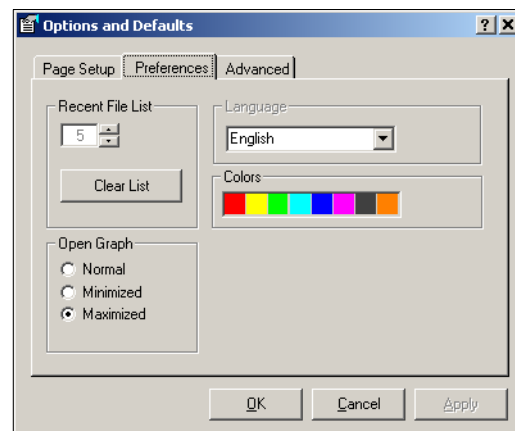 Options and Defaults
Page Setup Preferences Advanced
Recent File List
5
Clear List
Language
English
Colors
Open Graph
Normal
Minimized
Maximized
OK Cancel Apply